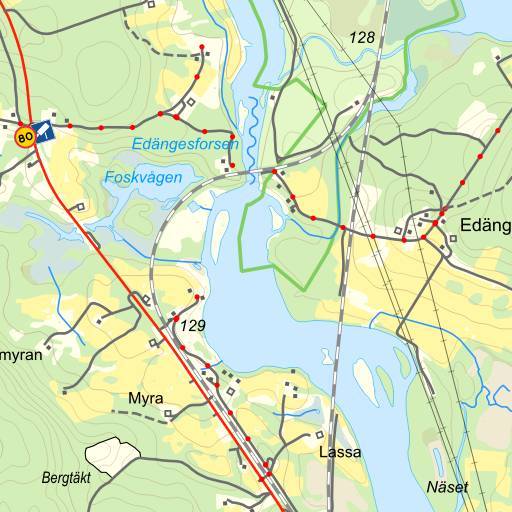 128
80
Edängesforsen
Foskvågen
Edäng
129
myran
Myra
Lassa
Bergtäkt
Näset